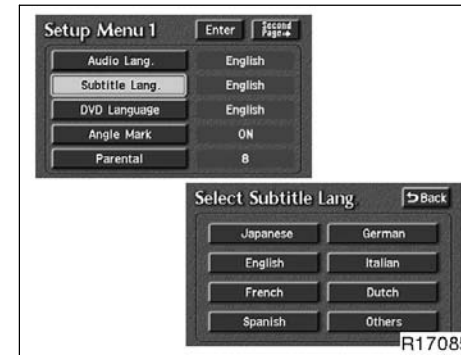 Setup Menu 1 Enter Second Page→
Audio Lang. English
Subtitle Lang. English
DVD Language English
Angle Mark ON
Parental 8
Select Subtitle Lang. Back
Japanese German
English Italian
French Dutch
Spanish Others
R17085